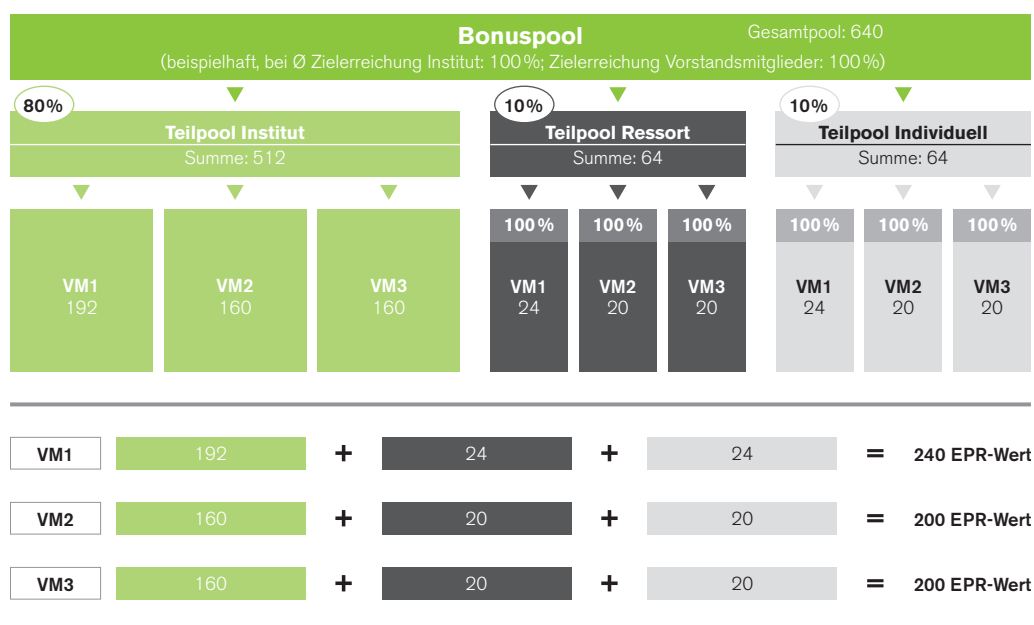 Bonuspool
Gesamtpool: 640
(beispielhaft, bei Ø Zielerreichung Institut: 100%; Zielerreichung Vorstandsmitglieder: 100%)
80%
Teilpool Institut
Summe: 512
10%
Teilpool Ressort
Summe: 64
10%
Teilpool Individuell
Summe: 64
VM1
192
VM2
160
VM3
160
100%
VM1
24
100%
VM2
20
100%
VM3
20
100%
VM1
24
100%
VM2
20
100%
VM3
20
VM1 192 + 24 + 24 = 240 EPR-Wert
VM2 160 + 20 + 20 = 200 EPR-Wert
VM3 160 + 20 + 20 = 200 EPR-Wert